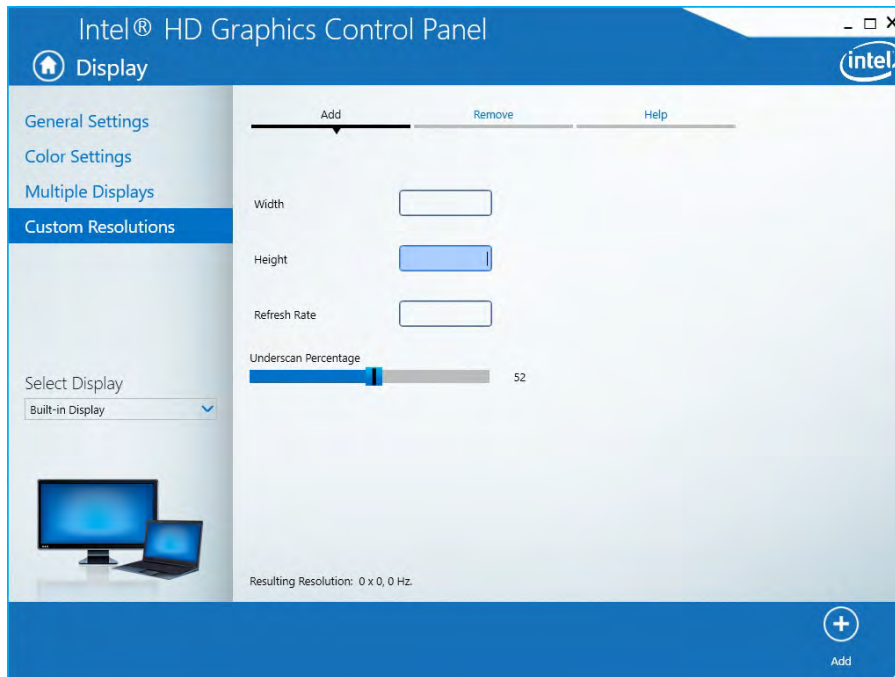 Intel® HD Graphics Control Panel
Display
intel
General Settings
Color Settings
Multiple Displays
Custom Resolutions
Select Display
Built-in Display
Add
Remove
Help
Width
Height
Refresh Rate
Underscan Percentage
52
Resulting Resolution: 0 x 0, 0 Hz.
Add